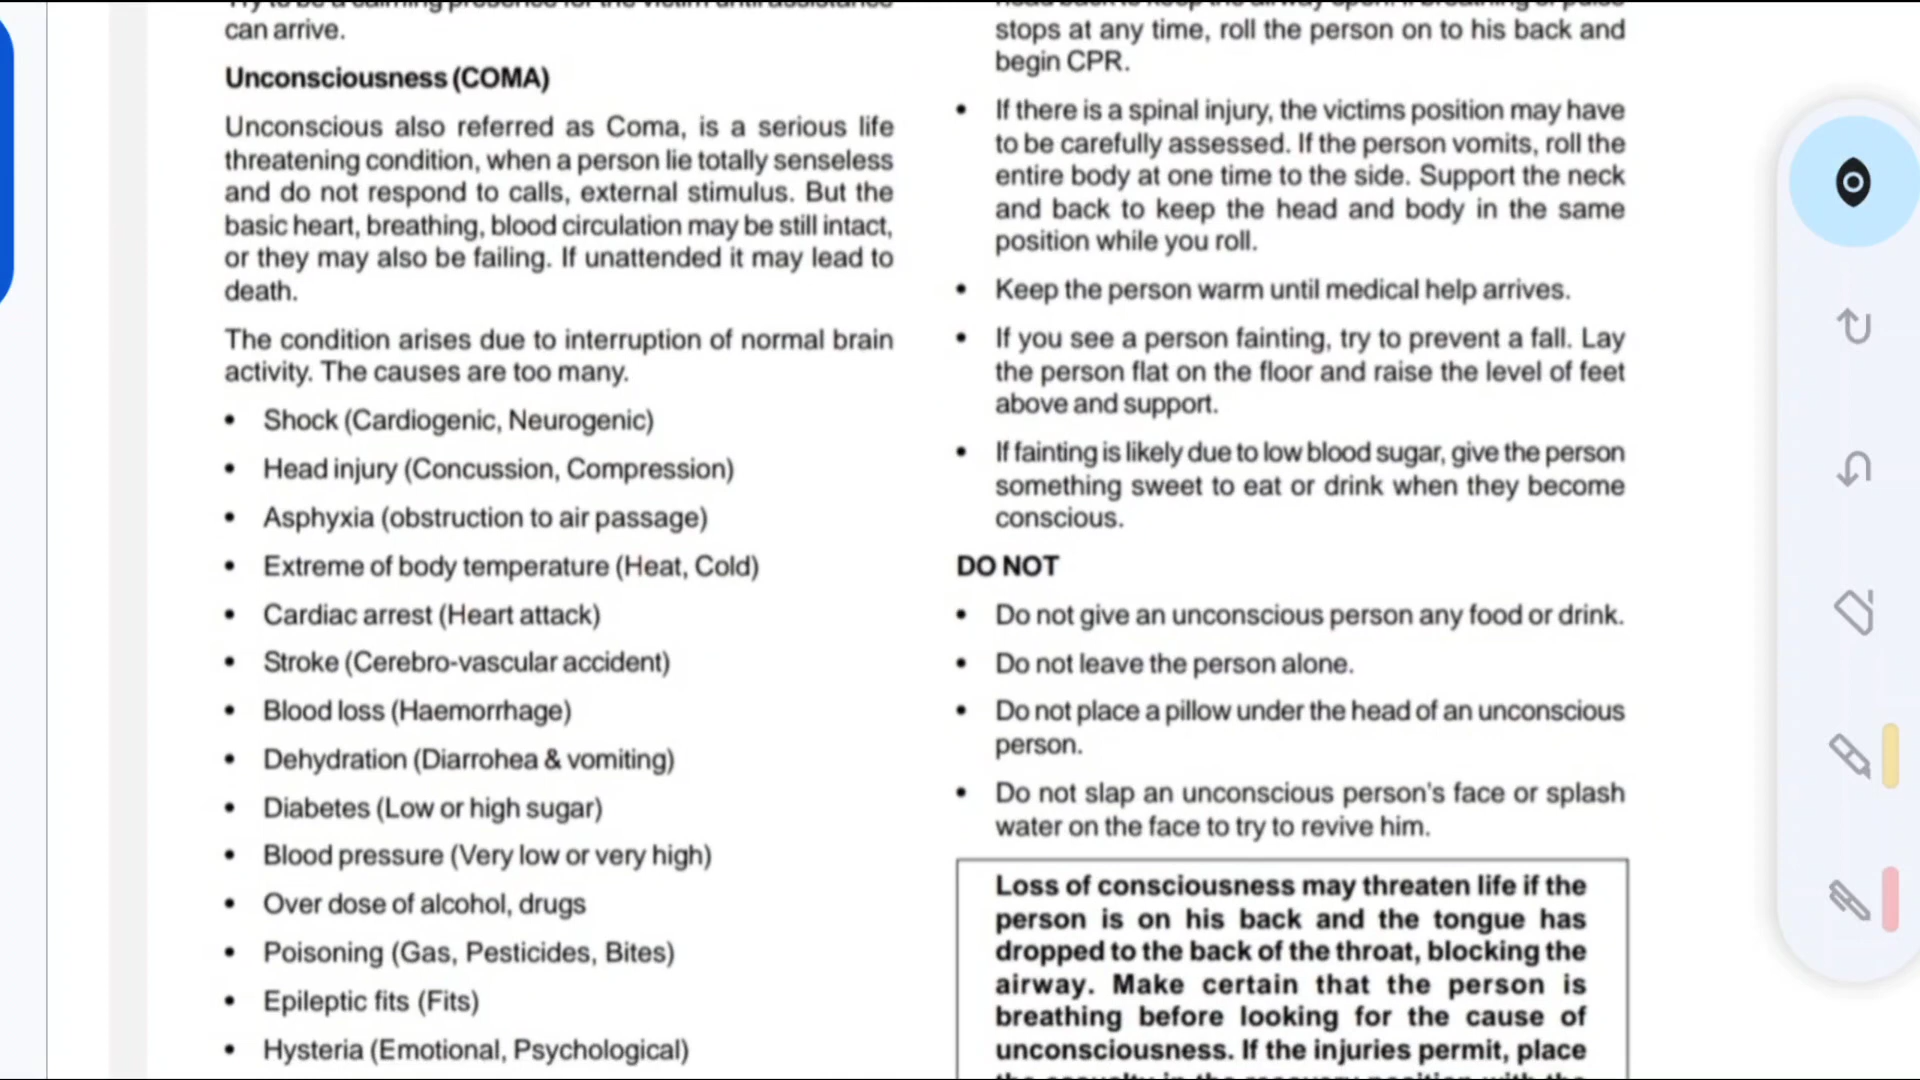 can arrive.
Unconsciousness (COMA)
Unconscious also referred as Coma, is a serious life
threatening condition, when a person lie totally senseless
and do not respond to calls, external stimulus. But the
basic heart, breathing, blood circulation may be still intact,
or they may also be failing. If unattended it may lead to
death.
The condition arises due to interruption of normal brain
activity. The causes are too many.
• Shock (Cardiogenic, Neurogenic)
• Head injury (Concussion, Compression)
• Asphyxia (obstruction to air passage)
• Extreme of body temperature (Heat, Cold)
• Cardiac arrest (Heart attack)
• Stroke (Cerebro-vascular accident)
• Blood loss (Haemorrhage)
• Dehydration (Diarrohea & vomiting)
• Diabetes (Low or high sugar)
• Blood pressure (Very low or very high)
• Over dose of alcohol, drugs
• Poisoning (Gas, Pesticides, Bites)
• Epileptic fits (Fits)
• Hysteria (Emotional, Psychological)
stops at any time, roll the person on to his back and
begin CPR.
• If there is a spinal injury, the victims position may have
to be carefully assessed. If the person vomits, roll the
entire body at one time to the side. Support the neck
and back to keep the head and body in the same
position while you roll.
• Keep the person warm until medical help arrives.
• If you see a person fainting, try to prevent a fall. Lay
the person flat on the floor and raise the level of feet
above and support.
• If fainting is likely due to low blood sugar, give the person
something sweet to eat or drink when they become
conscious.
DO NOT
• Do not give an unconscious person any food or drink.
• Do not leave the person alone.
• Do not place a pillow under the head of an unconscious
person.
• Do not slap an unconscious person's face or splash
water on the face to try to revive him.
Loss of consciousness may threaten life if the
person is on his back and the tongue has
dropped to the back of the throat, blocking the
airway. Make certain that the person is
breathing before looking for the cause of
unconsciousness. If the injuries permit, place